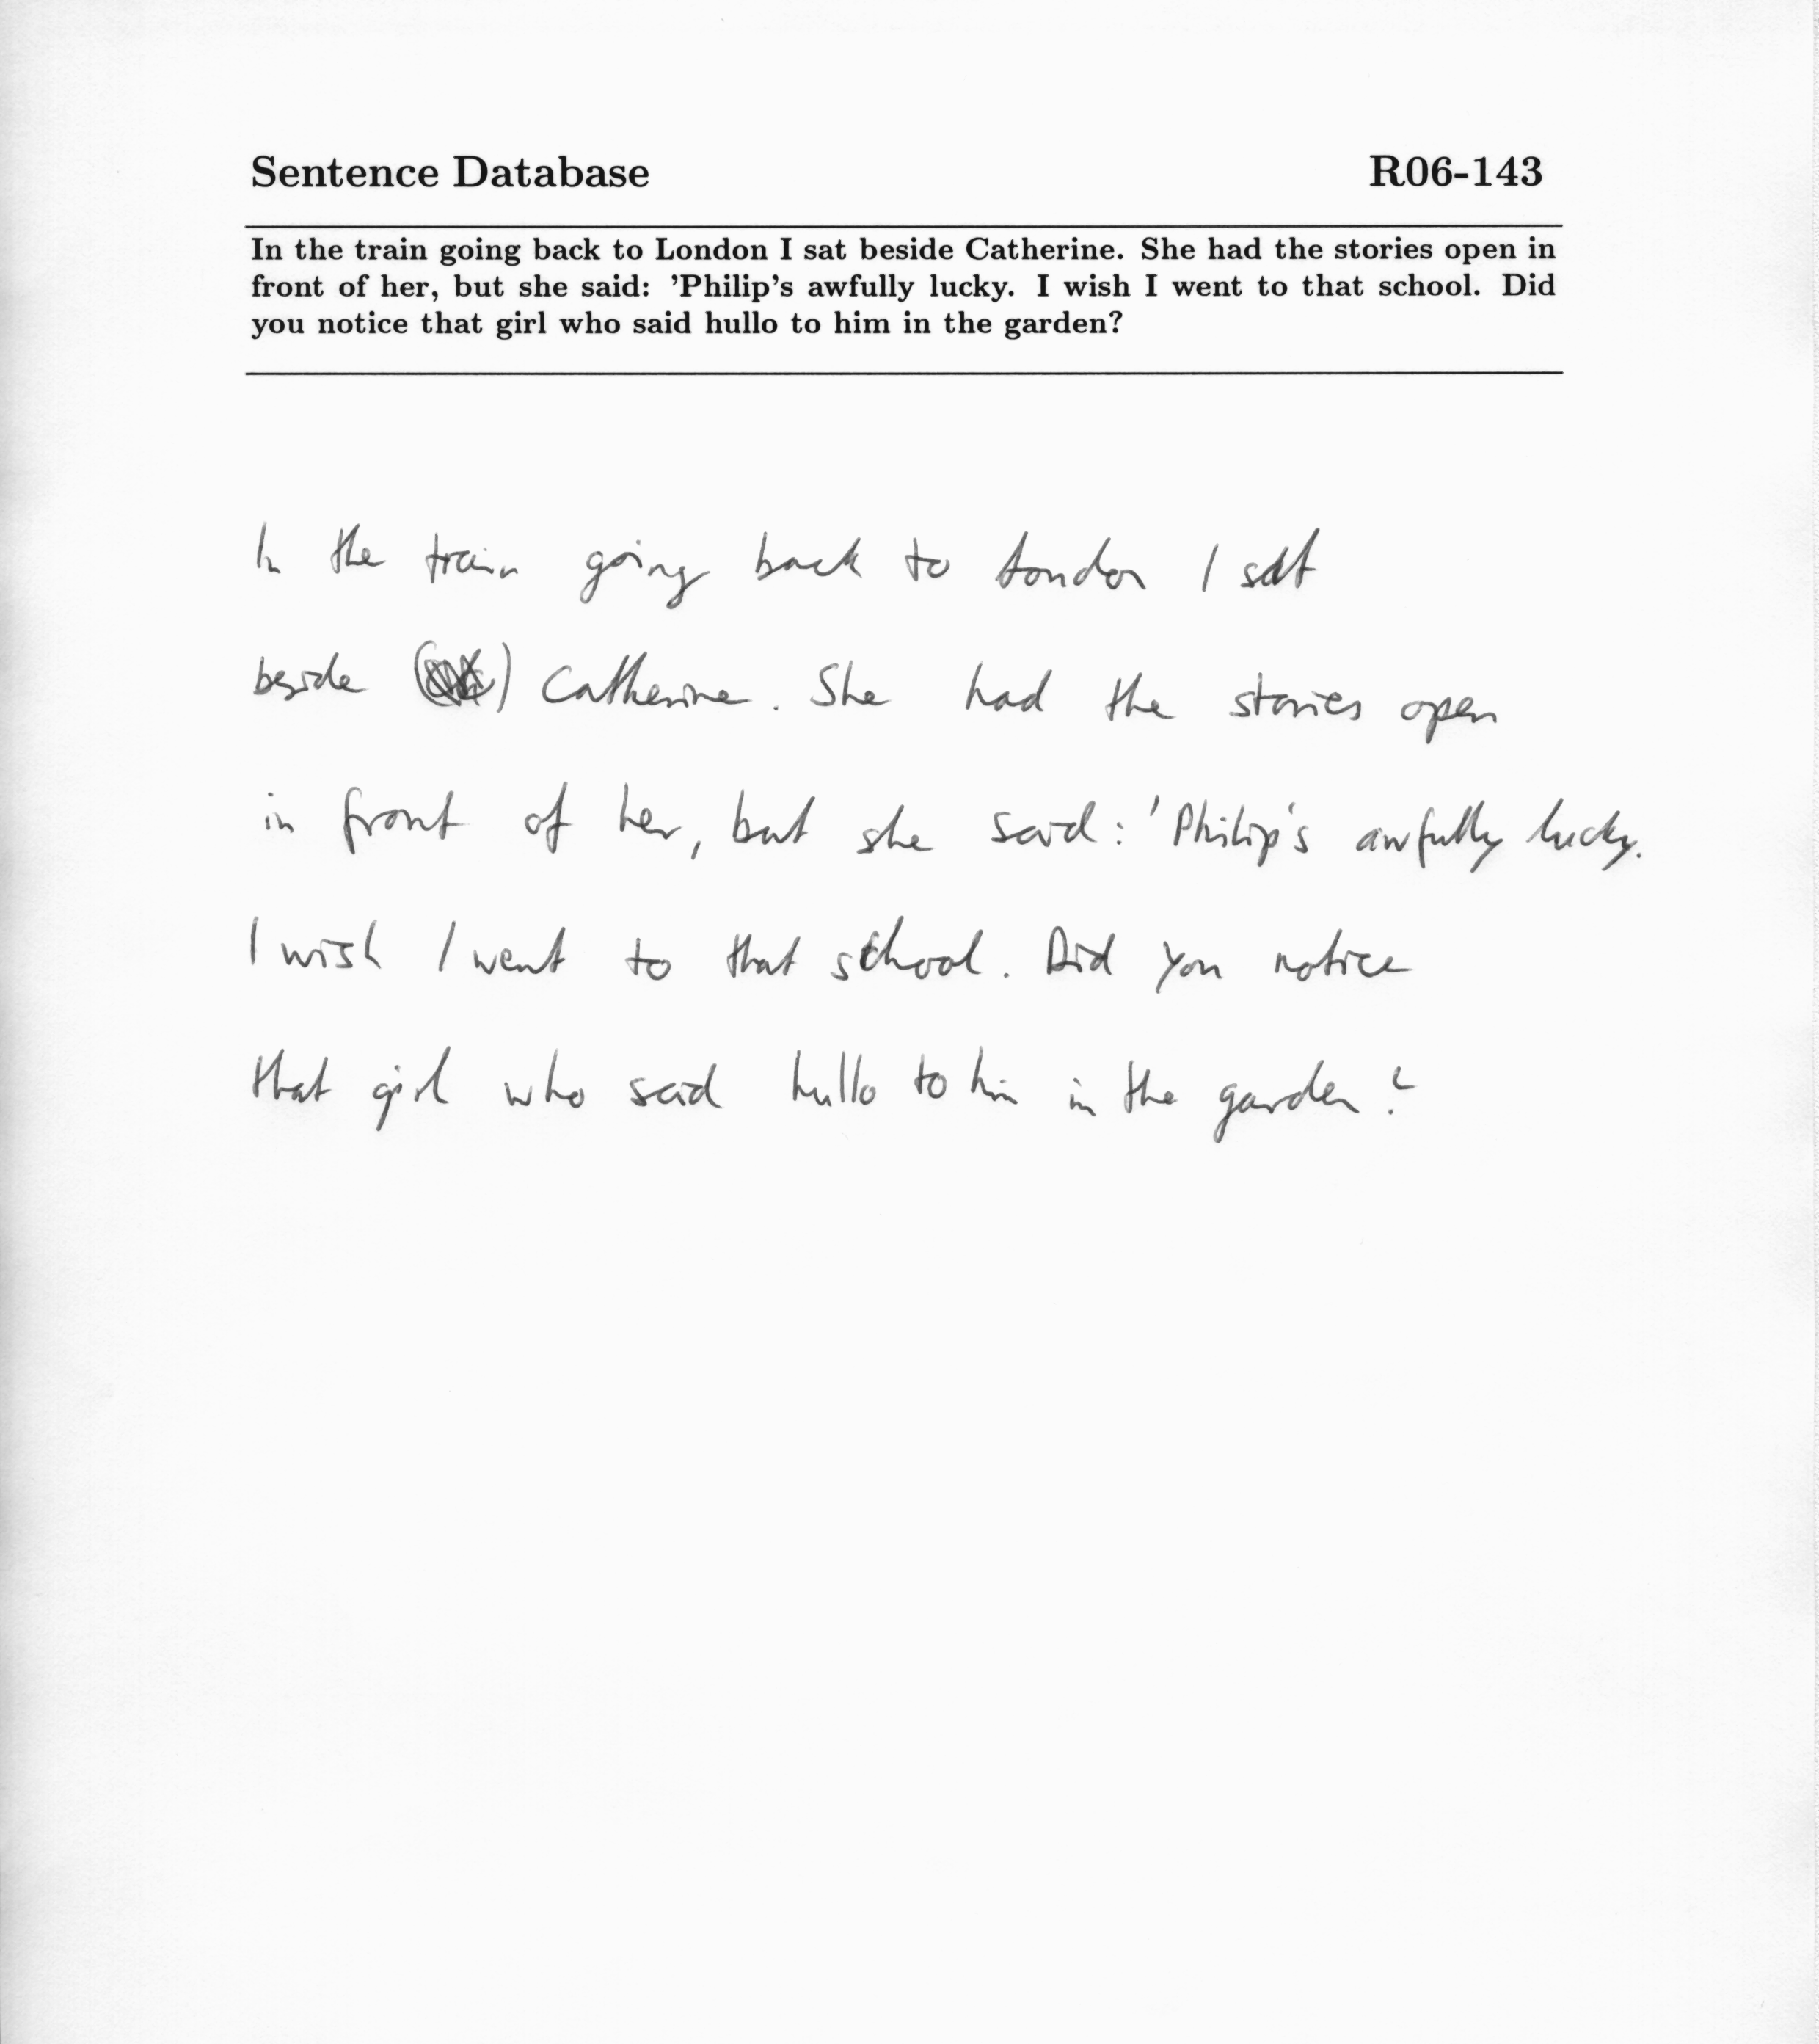 Sentence Database R06-143
In the train going back to London I sat beside Catherine. She had the stories open in
front of her, but she said: 'Philip's awfully lucky. I wish I went to that school. Did
you notice that girl who said hullo to him in the garden?
In the train going back to London I sat
beside ( ) Catherine. She had the stories open
in front of her, but she said: 'Philip's awfully lucky.
I wish I went to that school. Did you notice
that girl who said hullo to him in the garden?